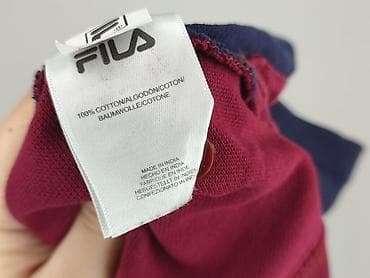 FILA
100% COTTON/ALGODÓN/COTON/
BAUMWOLLE/COTONE
MADE IN INDIA
HECHO EN INDIA
FABRIQUE EN INDE
HERGESTELLT IN INDIEN
CONFEZIONATO IN INDIA